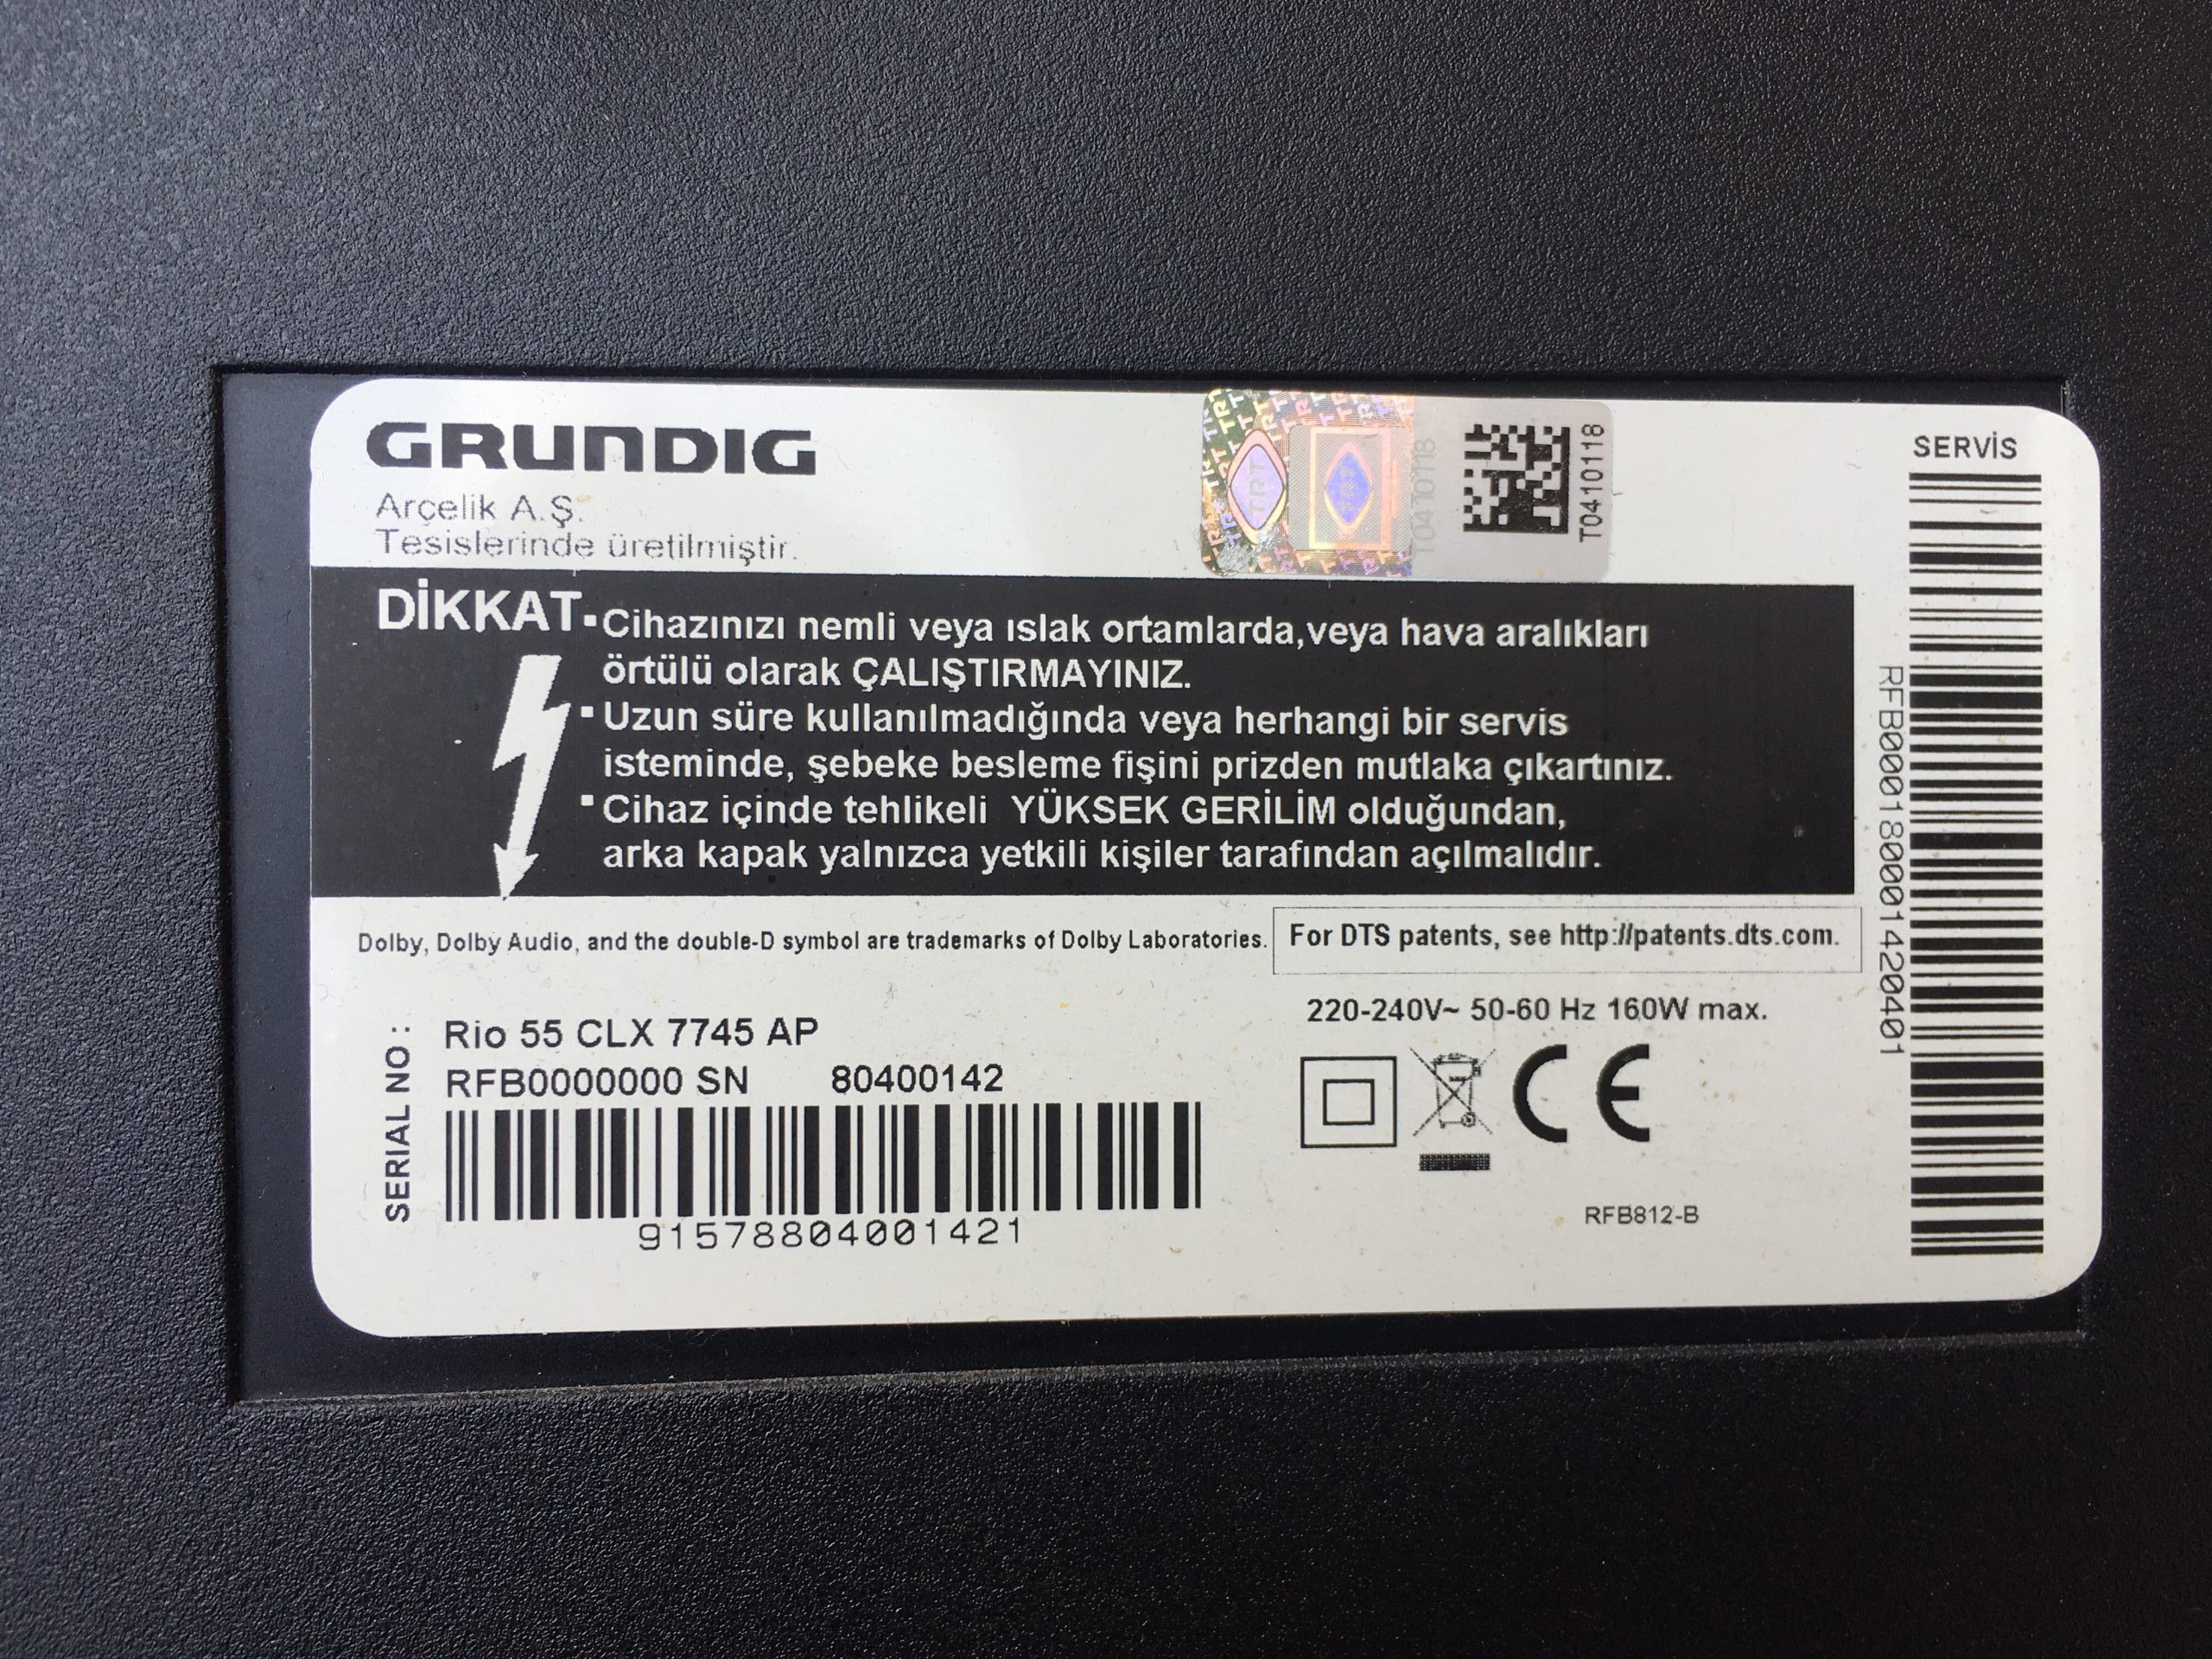 GRUNDIG
Arçelik A.Ş.
Tesislerinde üretilmiştir.
TRT
T0410118
T0410118
SERVİS
DİKKAT
▪Cihazınızı nemli veya ıslak ortamlarda,veya hava aralıkları
örtülü olarak ÇALIŞTIRMAYINIZ.
▪Uzun süre kullanılmadığında veya herhangi bir servis
isteminde, şebeke besleme fişini prizden mutlaka çıkartınız.
▪Cihaz içinde tehlikeli YÜKSEK GERİLİM olduğundan,
arka kapak yalnızca yetkili kişiler tarafından açılmalıdır.
RFB000180001420401
Dolby, Dolby Audio, and the double-D symbol are trademarks of Dolby Laboratories.
For DTS patents, see http://patents.dts.com.
220-240V~ 50-60 Hz 160W max.
SERIAL NO :
Rio 55 CLX 7745 AP
RFB0000000 SN 80400142
91578804001421
CE
RFB812-B